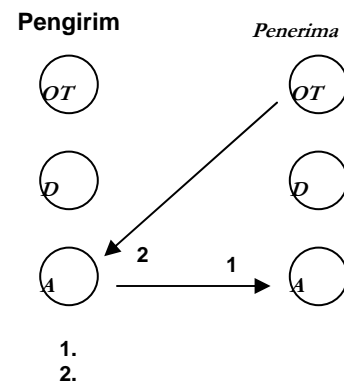 Pengirim Penerima
OT OT
D D
2 1
A A
1.
2.